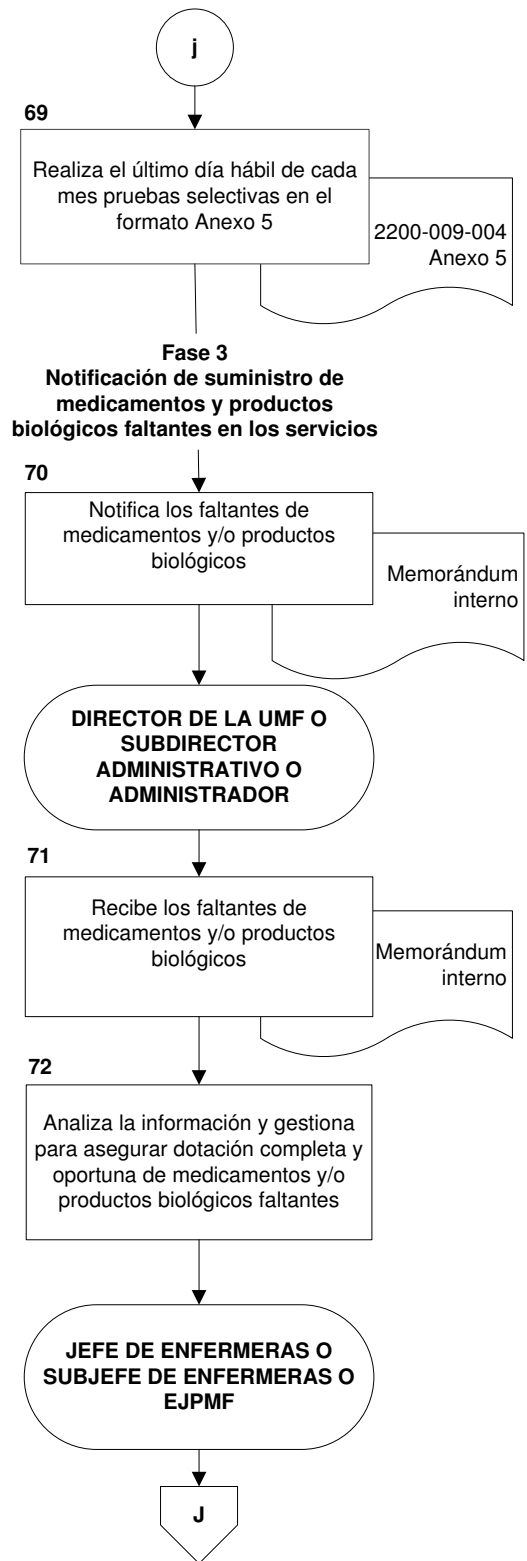 j
69
Realiza el último día hábil de cada
mes pruebas selectivas en el
formato Anexo 5
2200-009-004
Anexo 5
Fase 3
Notificación de suministro de
medicamentos y productos
biológicos faltantes en los servicios
70
Notifica los faltantes de
medicamentos y/o productos
biológicos
Memorándum
interno
DIRECTOR DE LA UMF O
SUBDIRECTOR
ADMINISTRATIVO O
ADMINISTRADOR
71
Recibe los faltantes de
medicamentos y/o productos
biológicos
Memorándum
interno
72
Analiza la información y gestiona
para asegurar dotación completa y
oportuna de medicamentos y/o
productos biológicos faltantes
JEFE DE ENFERMERAS O
SUBJEFE DE ENFERMERAS O
EJPMF
J